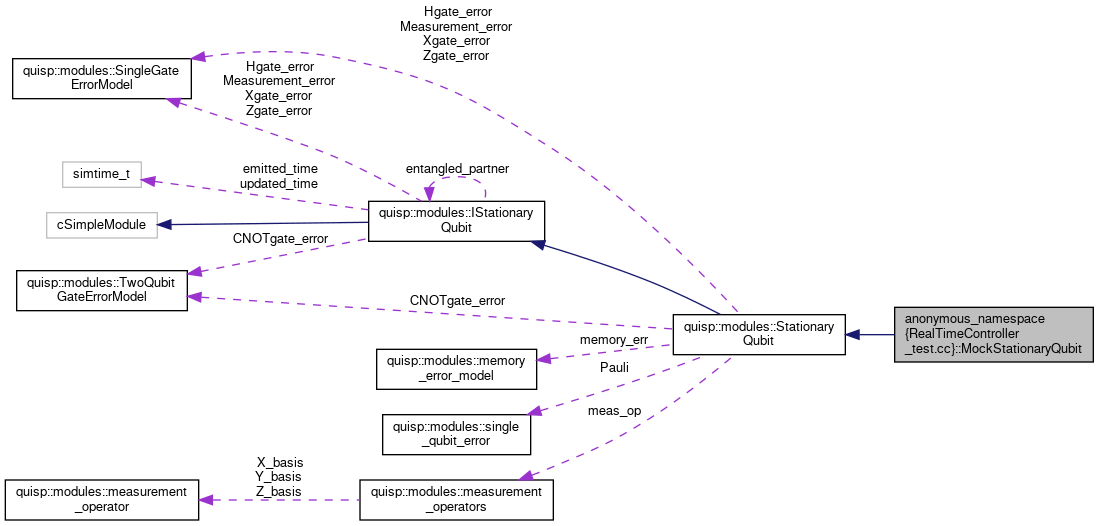 Hgate_error
Measurement_error
Xgate_error
Zgate_error
quisp::modules::SingleGate
ErrorModel
Hgate_error
Measurement_error
Xgate_error
Zgate_error
simtime_t
emitted_time
updated_time
entangled_partner
cSimpleModule
quisp::modules::IStationary
Qubit
CNOTgate_error
quisp::modules::TwoQubit
GateErrorModel
CNOTgate_error
quisp::modules::Stationary
Qubit
anonymous_namespace
{RealTimeController
_test.cc}::MockStationaryQubit
memory_err
quisp::modules::memory
_error_model
Pauli
quisp::modules::single
_qubit_error
meas_op
X_basis
Y_basis
Z_basis
quisp::modules::measurement
_operator
quisp::modules::measurement
_operators